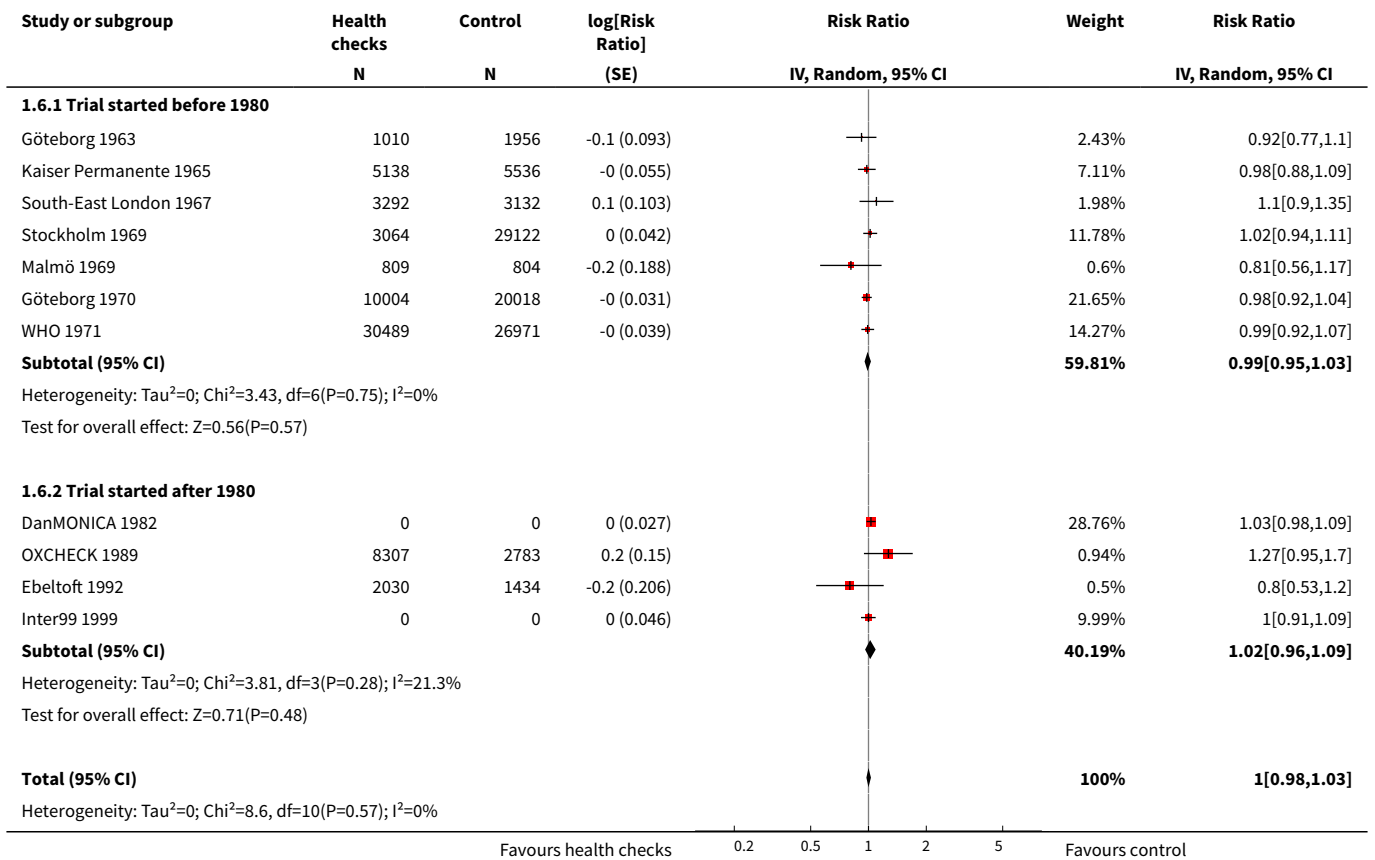 Study or subgroup Health Control log[Risk Risk Ratio Weight Risk Ratio
checks Ratio]
N N (SE) IV, Random, 95% CI IV, Random, 95% CI
1.6.1 Trial started before 1980
Göteborg 1963 1010 1956 -0.1 (0.093) 2.43% 0.92[0.77,1.1]
Kaiser Permanente 1965 5138 5536 -0 (0.055) 7.11% 0.98[0.88,1.09]
South-East London 1967 3292 3132 0.1 (0.103) 1.98% 1.1[0.9,1.35]
Stockholm 1969 3064 29122 0 (0.042) 11.78% 1.02[0.94,1.11]
Malmö 1969 809 804 -0.2 (0.188) 0.6% 0.81[0.56,1.17]
Göteborg 1970 10004 20018 -0 (0.031) 21.65% 0.98[0.92,1.04]
WHO 1971 30489 26971 -0 (0.039) 14.27% 0.99[0.92,1.07]
Subtotal (95% CI) 59.81% 0.99[0.95,1.03]
Heterogeneity: Tau²=0; Chi²=3.43, df=6(P=0.75); I²=0%
Test for overall effect: Z=0.56(P=0.57)
1.6.2 Trial started after 1980
DanMONICA 1982 0 0 0 (0.027) 28.76% 1.03[0.98,1.09]
OXCHECK 1989 8307 2783 0.2 (0.15) 0.94% 1.27[0.95,1.7]
Ebeltoft 1992 2030 1434 -0.2 (0.206) 0.5% 0.8[0.53,1.2]
Inter99 1999 0 0 0 (0.046) 9.99% 1[0.91,1.09]
Subtotal (95% CI) 40.19% 1.02[0.96,1.09]
Heterogeneity: Tau²=0; Chi²=3.81, df=3(P=0.28); I²=21.3%
Test for overall effect: Z=0.71(P=0.48)
Total (95% CI) 100% 1[0.98,1.03]
Heterogeneity: Tau²=0; Chi²=8.6, df=10(P=0.57); I²=0%
Favours health checks 0.2 0.5 1 2 5 Favours control